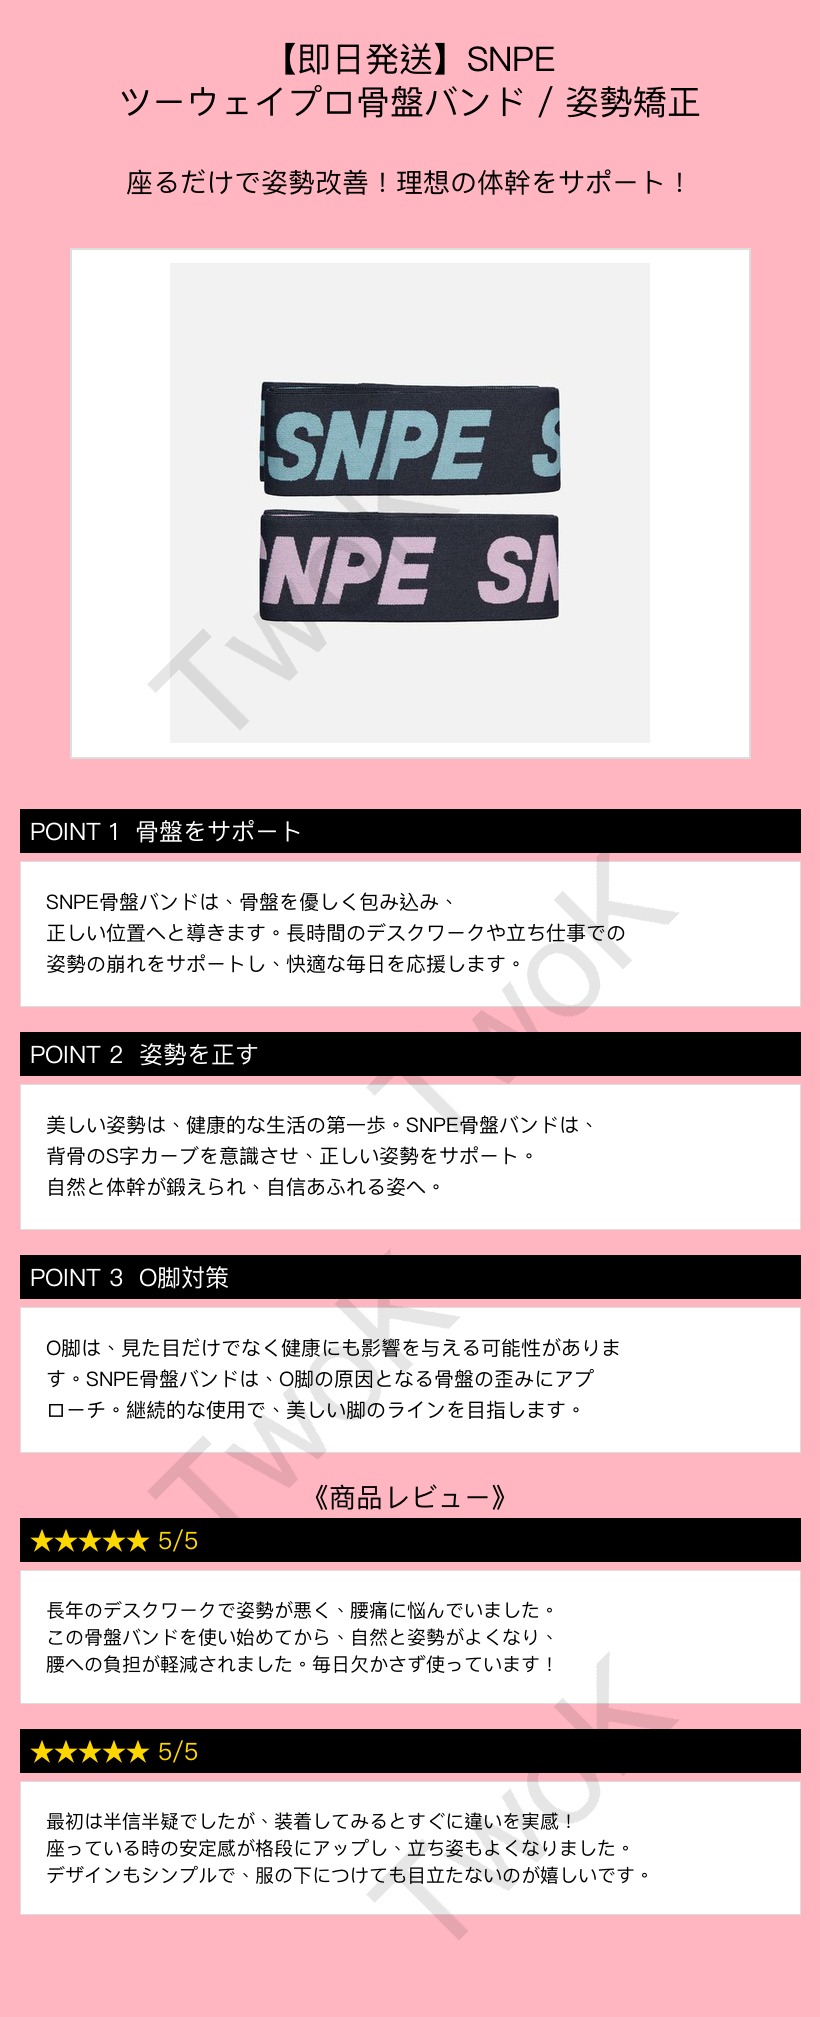 【即日発送】SNPE
ツーウェイプロ骨盤バンド / 姿勢矯正
座るだけで姿勢改善！理想の体幹をサポート！
SNPE S
NPE SN
TwoK
POINT 1 骨盤をサポート
SNPE骨盤バンドは、骨盤を優しく包み込み、
正しい位置へと導きます。長時間のデスクワークや立ち仕事での
姿勢の崩れをサポートし、快適な毎日を応援します。
TwoK
POINT 2 姿勢を正す
美しい姿勢は、健康的な生活の第一歩。SNPE骨盤バンドは、
背骨のS字カーブを意識させ、正しい姿勢をサポート。
自然と体幹が鍛えられ、自信あふれる姿へ。
POINT 3 O脚対策
O脚は、見た目だけでなく健康にも影響を与える可能性がありま
す。SNPE骨盤バンドは、O脚の原因となる骨盤の歪みにアプ
ローチ。継続的な使用で、美しい脚のラインを目指します。
TwoK
《商品レビュー》
★★★★★ 5/5
長年のデスクワークで姿勢が悪く、腰痛に悩んでいました。
この骨盤バンドを使い始めてから、自然と姿勢がよくなり、
腰への負担が軽減されました。毎日欠かさず使っています！
★★★★★ 5/5
最初は半信半疑でしたが、装着してみるとすぐに違いを実感！
座っている時の安定感が格段にアップし、立ち姿もよくなりました。
デザインもシンプルで、服の下につけても目立たないのが嬉しいです。
TwoK